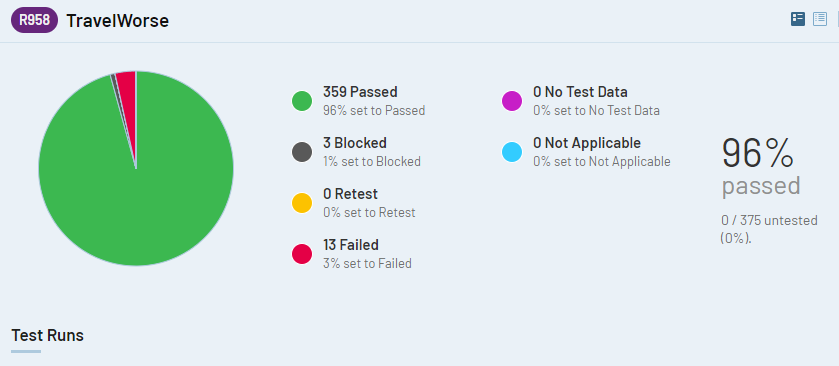 R958 TravelWorse
359 Passed
96% set to Passed
3 Blocked
1% set to Blocked
0 Retest
0% set to Retest
13 Failed
3% set to Failed
0 No Test Data
0% set to No Test Data
0 Not Applicable
0% set to Not Applicable
96%
passed
0 / 375 untested
(0%).
Test Runs